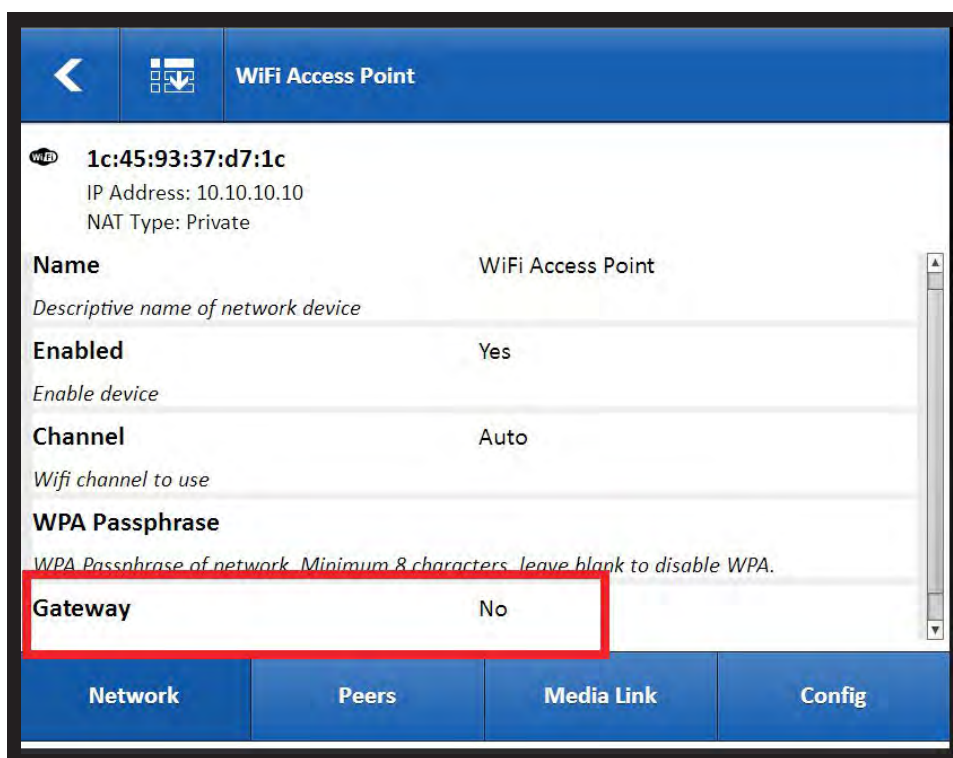 WiFi Access Point
WiFi
1c:45:93:37:d7:1c
IP Address: 10.10.10.10
NAT Type: Private
Name WiFi Access Point
Descriptive name of network device
Enabled Yes
Enable device
Channel Auto
Wifi channel to use
WPA Passphrase
WPA Passphrase of network. Minimum 8 characters, leave blank to disable WPA.
Gateway No
Network Peers Media Link Config